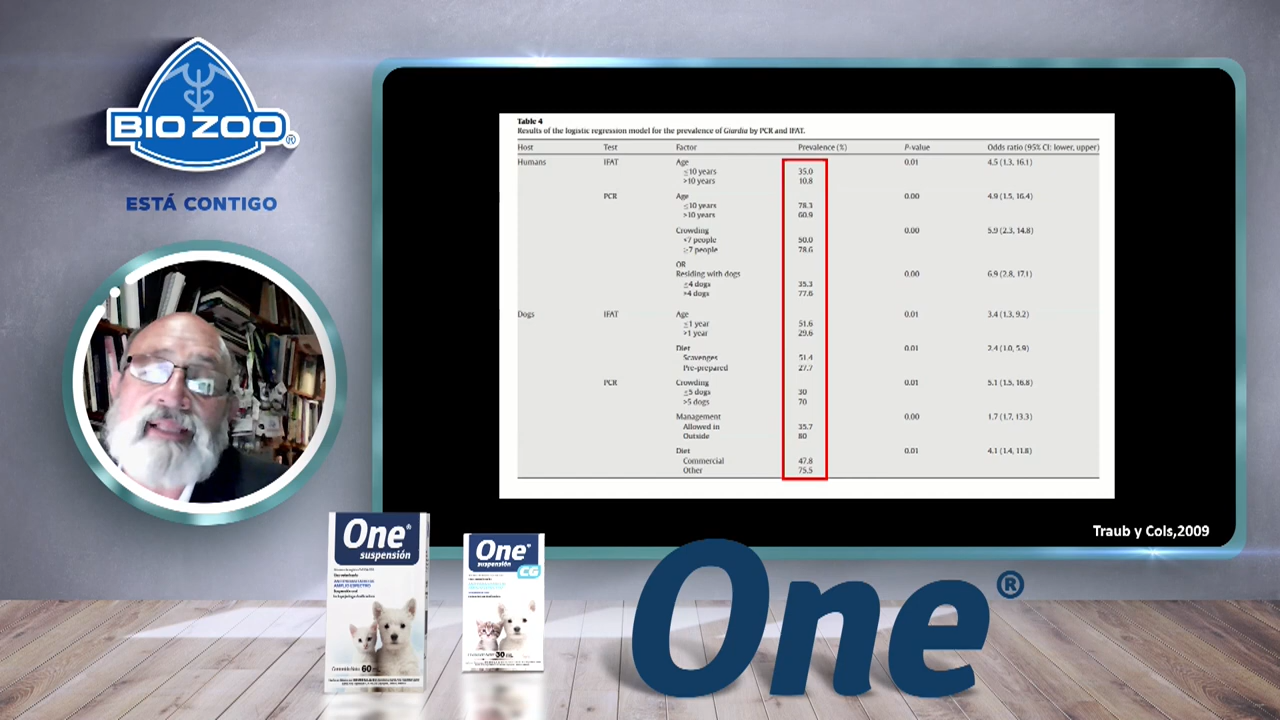 BIO ZOO®
ESTÁ CONTIGO
Table 4
Results of the logistic regression model for the prevalence of Giardia by PCR and IFAT.
Host Test Factor Prevalence (%) P-value Odds ratio (95% CI: lower, upper)
Humans IFAT Age 0.01 4.5 (1.3, 16.1)
≤10 years 35.0
>10 years 10.8
PCR Age 0.00 4.9 (1.5, 16.4)
≤10 years 78.3
>10 years 60.9
Crowding 0.00 5.9 (2.3, 14.8)
<7 people 50.0
≥7 people 78.6
OR
Residing with dogs 0.00 6.9 (2.8, 17.1)
≤4 dogs 35.3
>4 dogs 77.6
Dogs IFAT Age 0.01 3.4 (1.3, 9.2)
≤1 year 51.6
>1 year 29.6
Diet 0.01 2.4 (1.0, 5.9)
Scavenges 51.4
Pre-prepared 27.7
PCR Crowding 0.01 5.1 (1.5, 16.8)
≤5 dogs 30
>5 dogs 70
Management 0.00 1.7 (1.7, 13.3)
Allowed in 35.7
Outside 80
Diet 0.01 4.1 (1.4, 11.8)
Commercial 47.8
Other 75.5
Traub y Cols,2009
One®
suspensión
AMPLIO ESPECTRO
Suspensión oral
Contenido Neto 60
One®
suspensión
CG
30 mL
One®